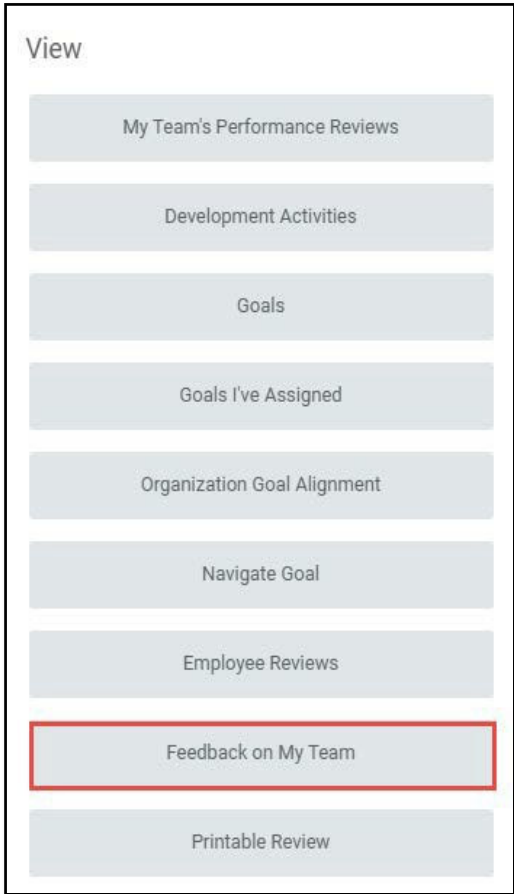 View
My Team's Performance Reviews
Development Activities
Goals
Goals I've Assigned
Organization Goal Alignment
Navigate Goal
Employee Reviews
Feedback on My Team
Printable Review